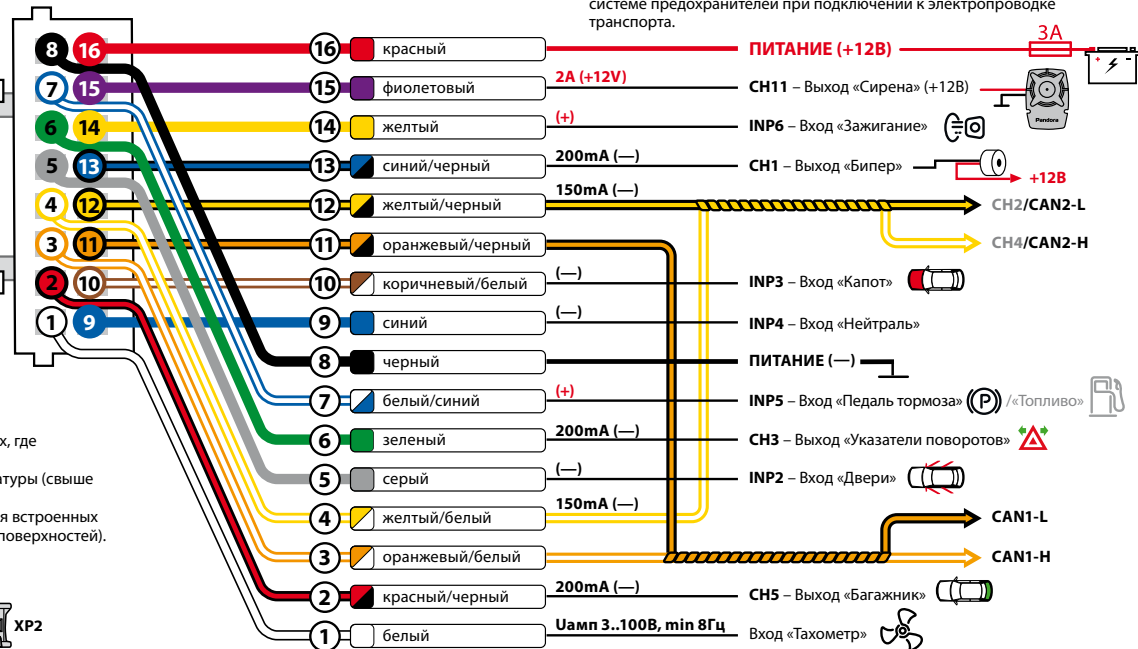 системе предохранителей при подключении к электропроводке
транспорта.
8 16 16 красный ПИТАНИЕ (+12В) 3А
+ -
7 15 15 фиолетовый 2А (+12V) CH11 – Выход «Сирена» (+12В)
Pandora
6 14 14 желтый (+) INP6 – Вход «Зажигание»
5 13 13 синий/черный 200mA (—) CH1 – Выход «Бипер» +12В
4 12 12 желтый/черный 150mA (—) CH2/CAN2-L
3 11 11 оранжевый/черный CH4/CAN2-H
2 10 10 коричневый/белый (—) INP3 – Вход «Капот»
1 9 9 синий (—) INP4 – Вход «Нейтраль»
8 черный ПИТАНИЕ (—)
7 белый/синий (+) INP5 – Вход «Педаль тормоза» (P) /«Топливо»
6 зеленый 200mA (—) CH3 – Выход «Указатели поворотов»
5 серый (—) INP2 – Вход «Двери»
4 желтый/белый 150mA (—) CAN1-L
3 оранжевый/белый CAN1-H
2 красный/черный 200mA (—) CH5 – Выход «Багажник»
1 белый Uамп 3..100В, min 8Гц Вход «Тахометр»
х, где
атуры (свыше
я встроенных
поверхностей).
XP2